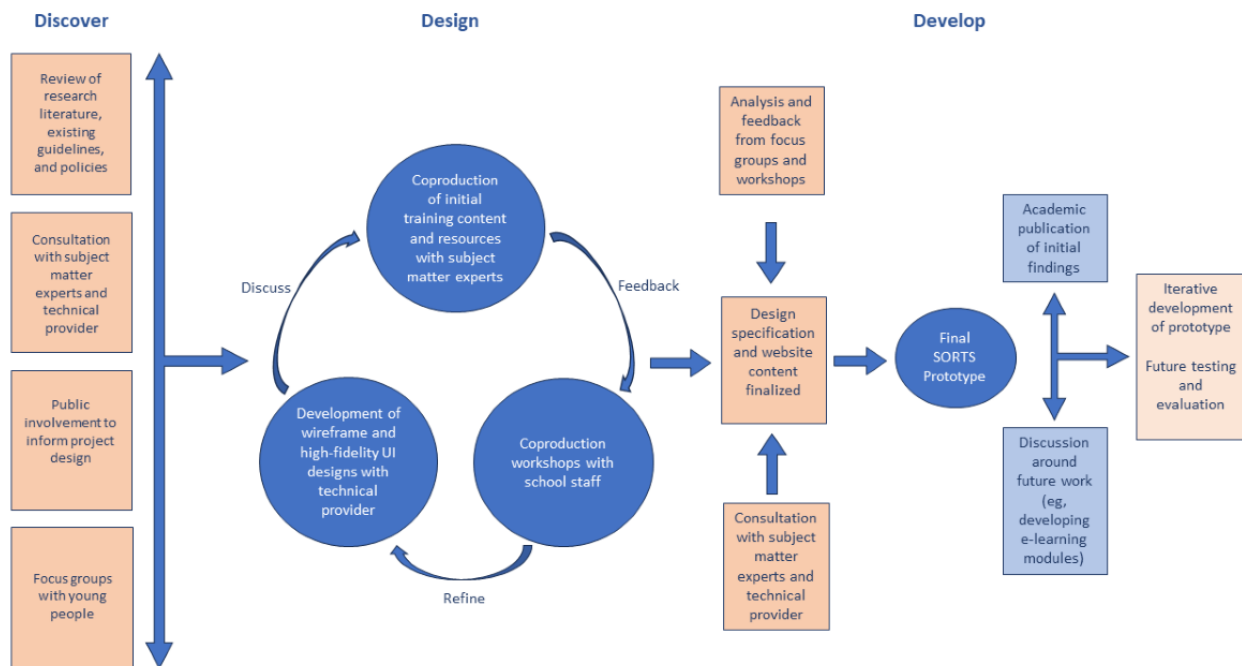 Discover
Design
Develop
Review of
research
literature,
existing
guidelines,
and policies
Consultation
with subject
matter
experts and
technical
provider
Public
involvement to
inform project
design
Focus groups
with young
people
Coproduction
of initial
training content
and resources
with subject
matter experts
Discuss
Feedback
Development of
wireframe and
high-fidelity UI
designs with
technical
provider
Coproduction
workshops with
school staff
Refine
Analysis and
feedback
from focus
groups and
workshops
Design
specification
and website
content
finalized
Consultation
with subject
matter
experts and
technical
provider
Final
SORTS
Prototype
Academic
publication
of initial
findings
Iterative
development
of prototype
Future testing
and
evaluation
Discussion
around
future work
(eg,
developing
e-learning
modules)